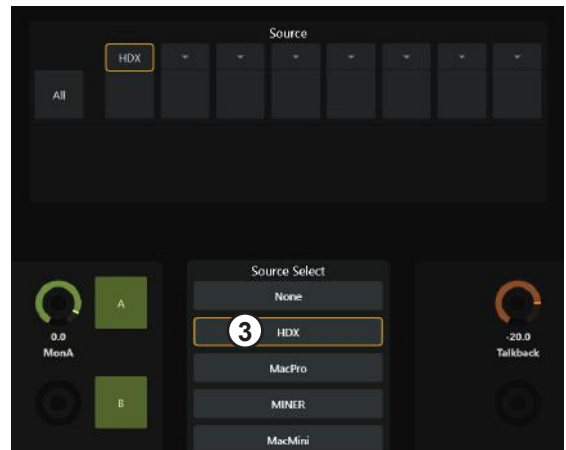 Source
HDX
All
Source Select
None
A
3 HDX
0.0
MonA
-20.0
Talkback
MacPro
B
MINER
MacMini